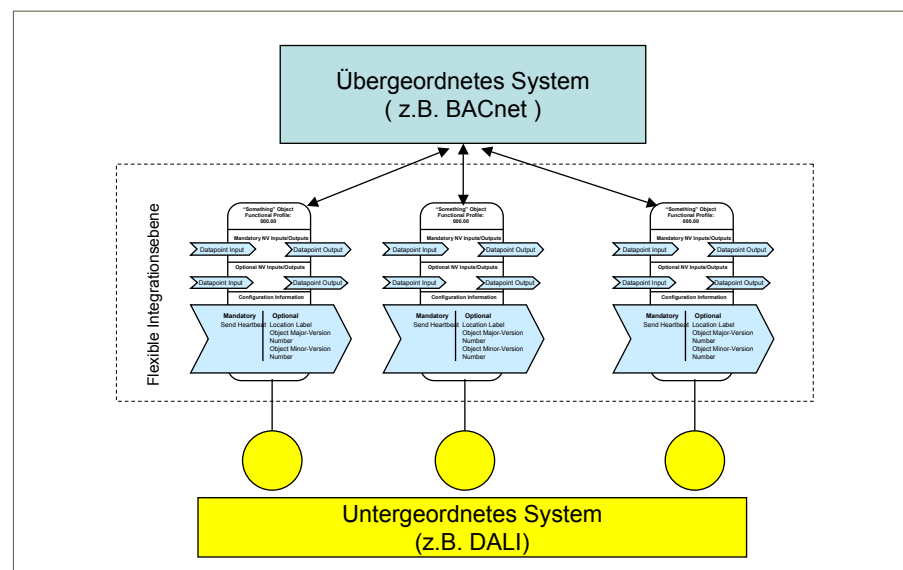 Übergeordnetes System
( z.B. BACnet )
Flexible Integrationsebene
“Something” Object
Functional Profile:
000.00
Mandatory NV Inputs/Outputs
Datapoint Input
Datapoint Output
Optional NV Inputs/Outputs
Datapoint Input
Datapoint Output
Configuration Information
Mandatory
Optional
Send Heartbeat
Location Label
Object Major-Version
Number
Object Minor-Version
Number
“Something” Object
Functional Profile:
000.00
Mandatory NV Inputs/Outputs
Datapoint Input
Datapoint Output
Optional NV Inputs/Outputs
Datapoint Input
Datapoint Output
Configuration Information
Mandatory
Optional
Send Heartbeat
Location Label
Object Major-Version
Number
Object Minor-Version
Number
“Something” Object
Functional Profile:
000.00
Mandatory NV Inputs/Outputs
Datapoint Input
Datapoint Output
Optional NV Inputs/Outputs
Datapoint Input
Datapoint Output
Configuration Information
Mandatory
Optional
Send Heartbeat
Location Label
Object Major-Version
Number
Object Minor-Version
Number
Untergeordnetes System
(z.B. DALI)